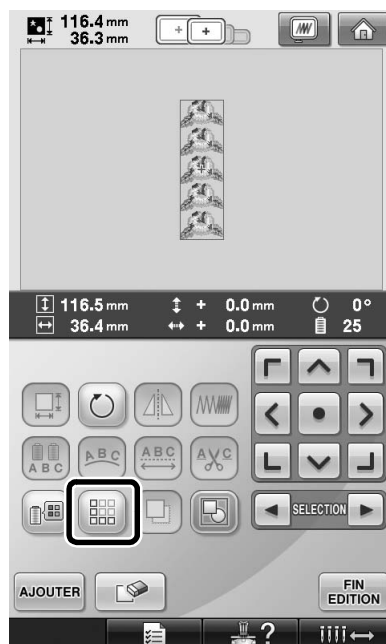 116.4 mm
36.3 mm
116.5 mm + 0.0 mm 0°
36.4 mm + 0.0 mm 25
A B C A B C A B C A C
SELECTION
AJOUTER
FIN
EDITION
?